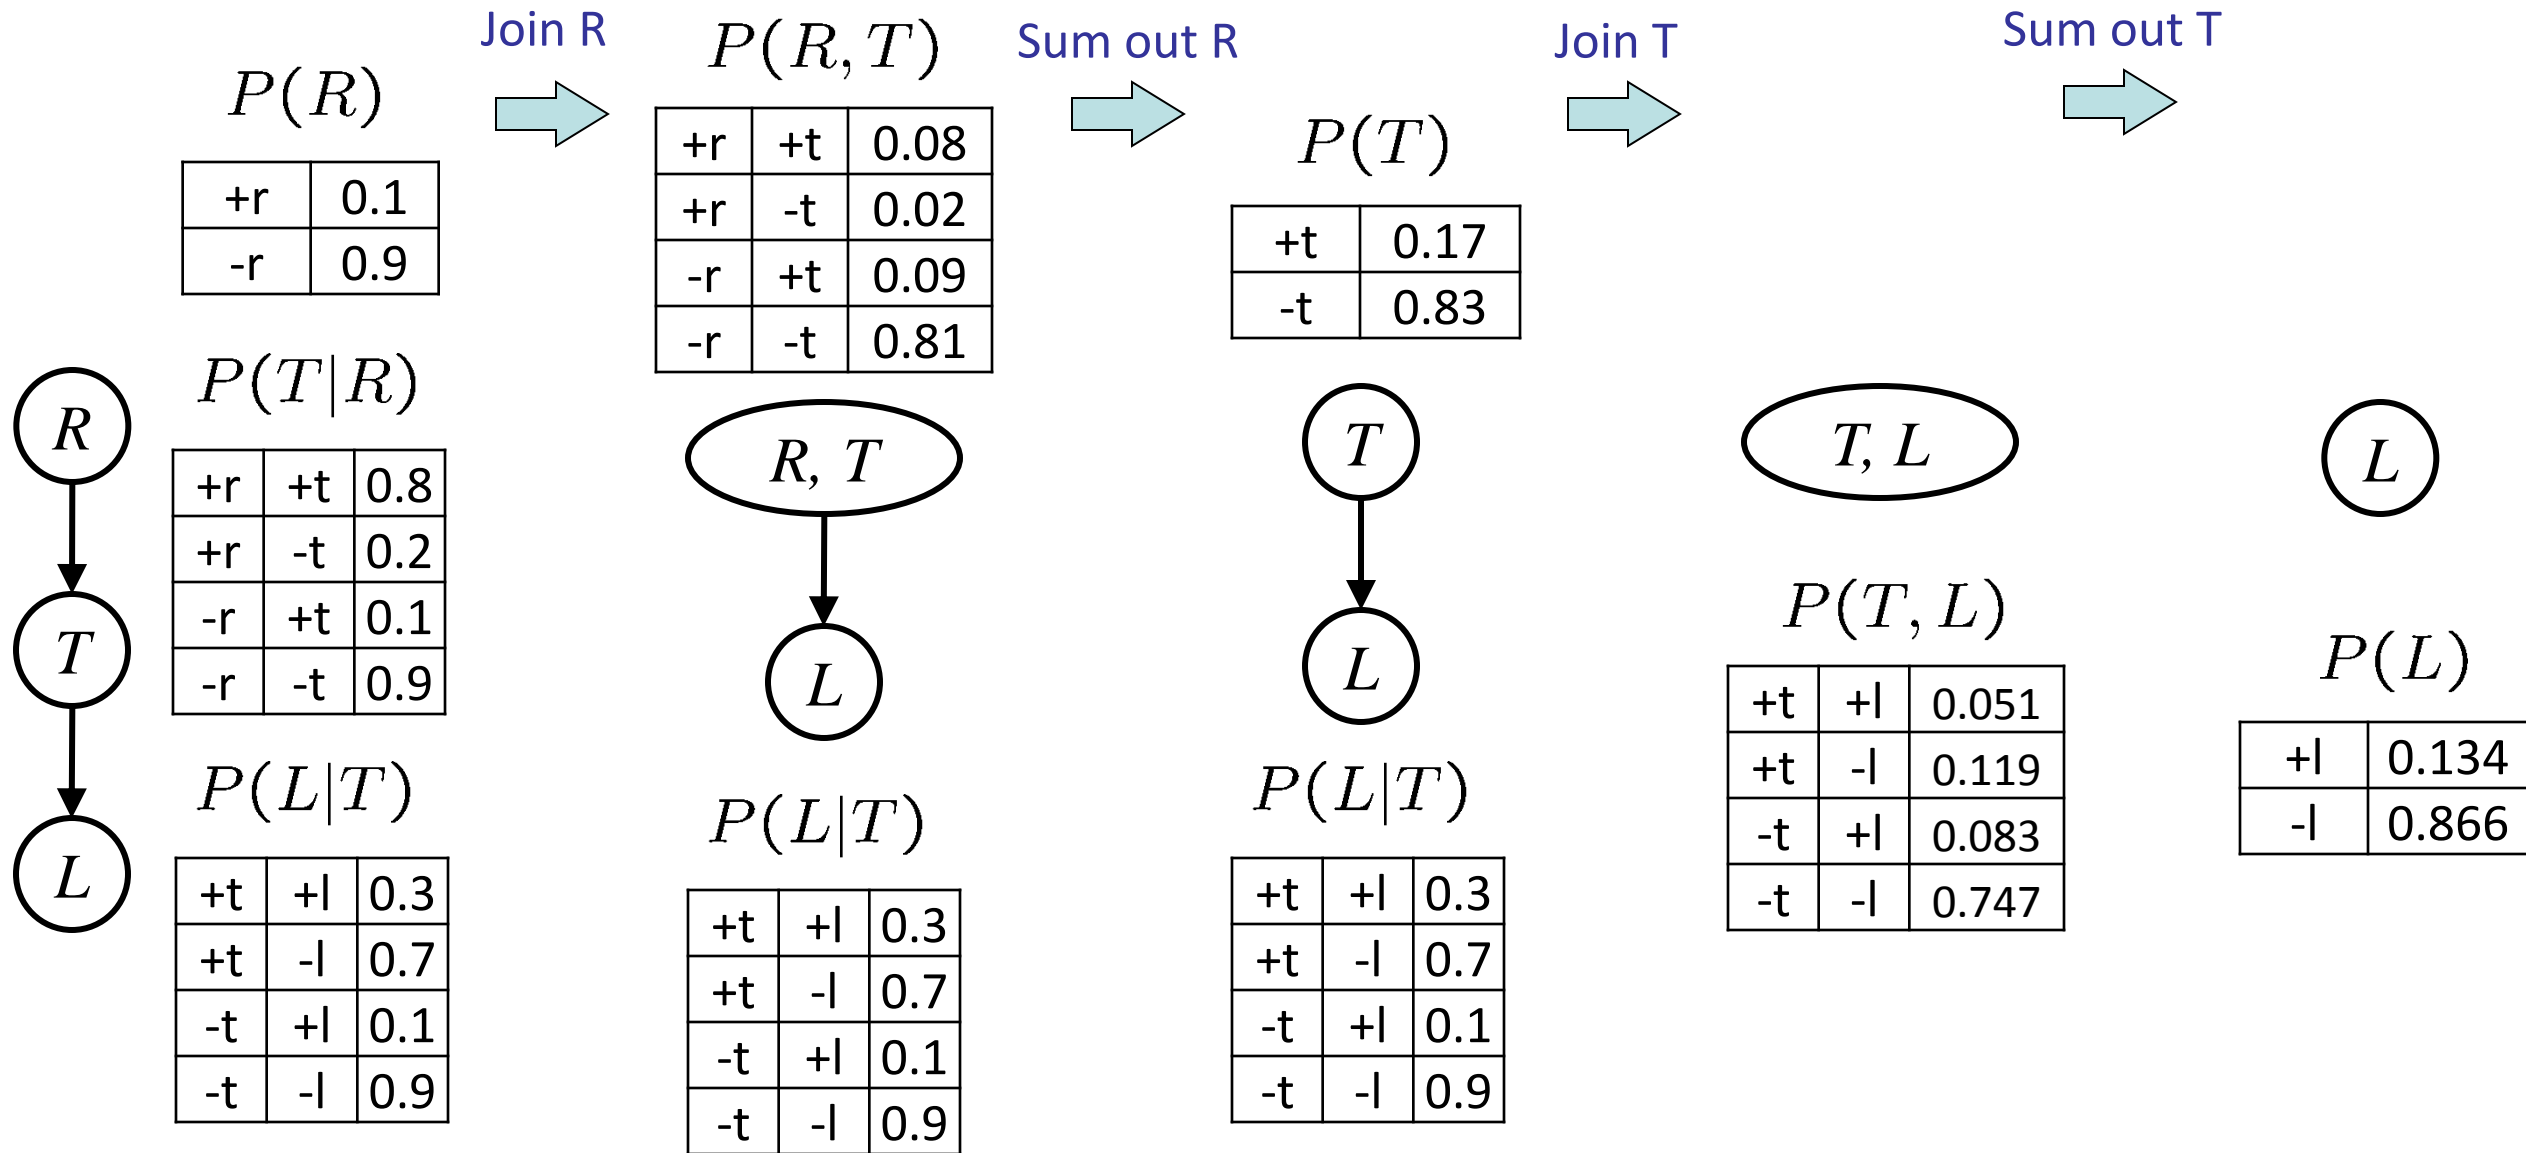 Join R
Sum out R
Join T
Sum out T
P(R)
+r 0.1
-r 0.9
P(T|R)
+r +t 0.8
+r -t 0.2
-r +t 0.1
-r -t 0.9
P(L|T)
+t +l 0.3
+t -l 0.7
-t +l 0.1
-t -l 0.9
R
T
L
P(R, T)
+r +t 0.08
+r -t 0.02
-r +t 0.09
-r -t 0.81
R, T
L
P(L|T)
+t +l 0.3
+t -l 0.7
-t +l 0.1
-t -l 0.9
P(T)
+t 0.17
-t 0.83
T
L
P(L|T)
+t +l 0.3
+t -l 0.7
-t +l 0.1
-t -l 0.9
T, L
P(T, L)
+t +l 0.051
+t -l 0.119
-t +l 0.083
-t -l 0.747
L
P(L)
+l 0.134
-l 0.866